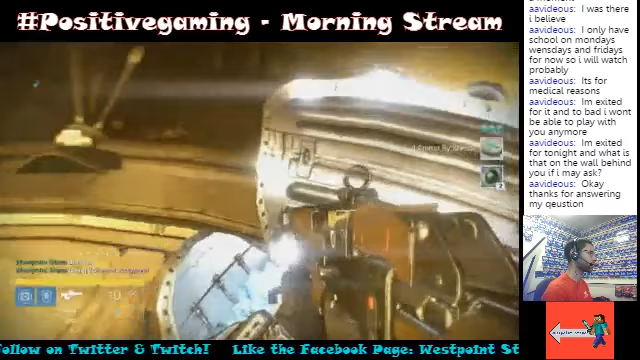 #Positivegaming - Morning Stream
aavideous: I was there
i believe
aavideous: I only have
school on mondays
wensdays and fridays
for now so i will watch
probably
aavideous: Its for
medical reasons
aavideous: Im exited
for it and to bad i wont
be able to play with
you anymore
aavideous: Im exited
for tonight and what is
that on the wall behind
you if i may ask?
aavideous: Okay
thanks for answering
my qeustion
2
ollow on Twitter & Twitch!
Like the Facebook Page: Westpoint St